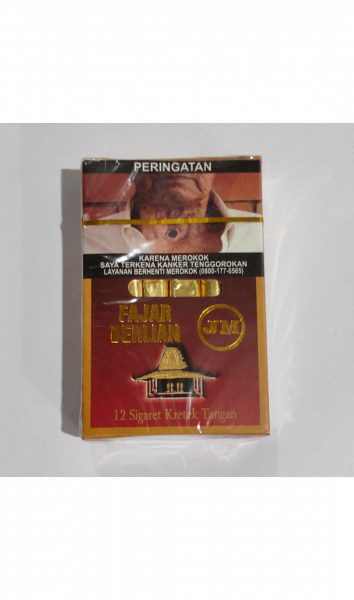 PERINGATAN
KARENA MEROKOK
SAYA TERKENA KANKER TENGGOROKAN
LAYANAN BERHENTI MEROKOK (0800-177-6565)
FAJAR
BERLIAN
JM
12 Sigaret Kretek Tangan